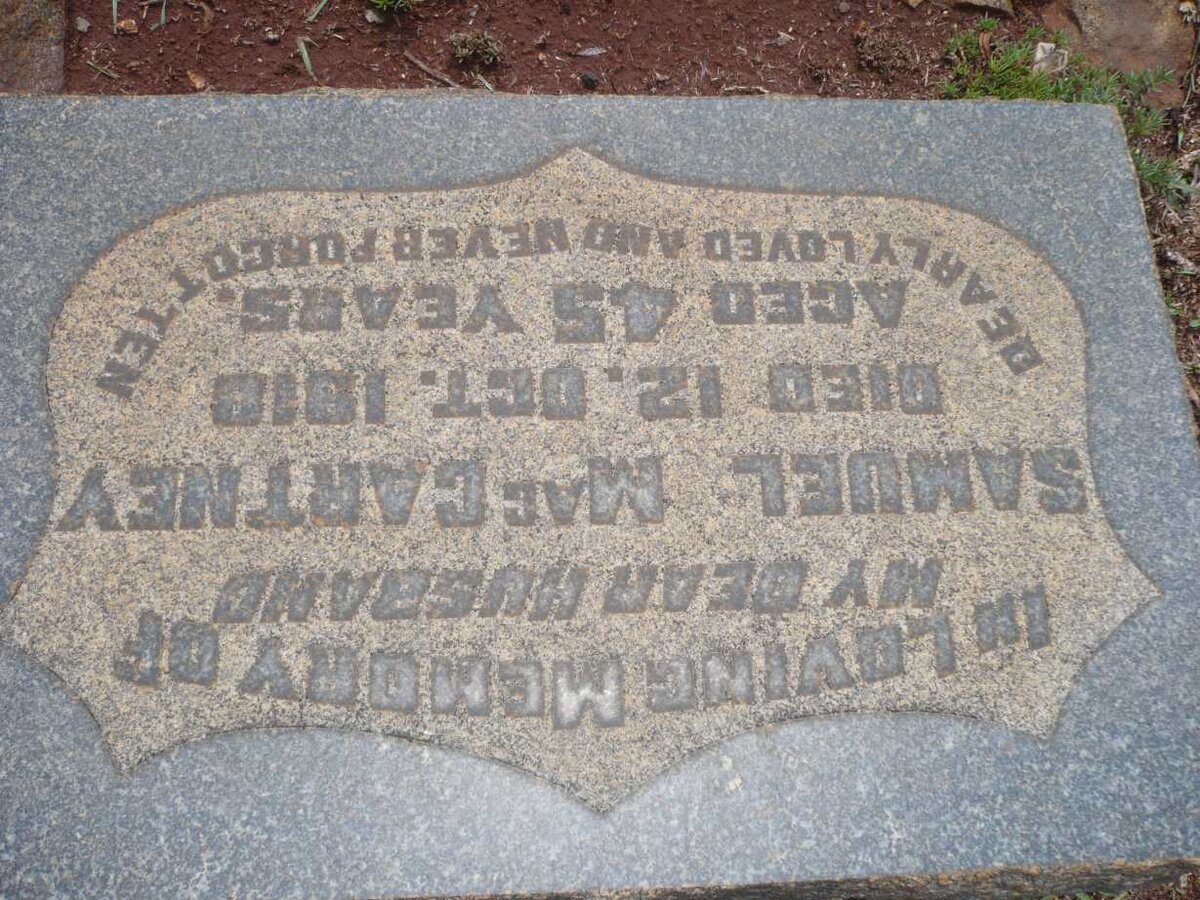 IN LOVING MEMORY OF
MY DEAR HUSBAND
SAMUEL MacCARTNEY
DIED 12. OCT. 1918
AGED 45 YEARS.
DEARLY LOVED AND NEVER FORGOTTEN